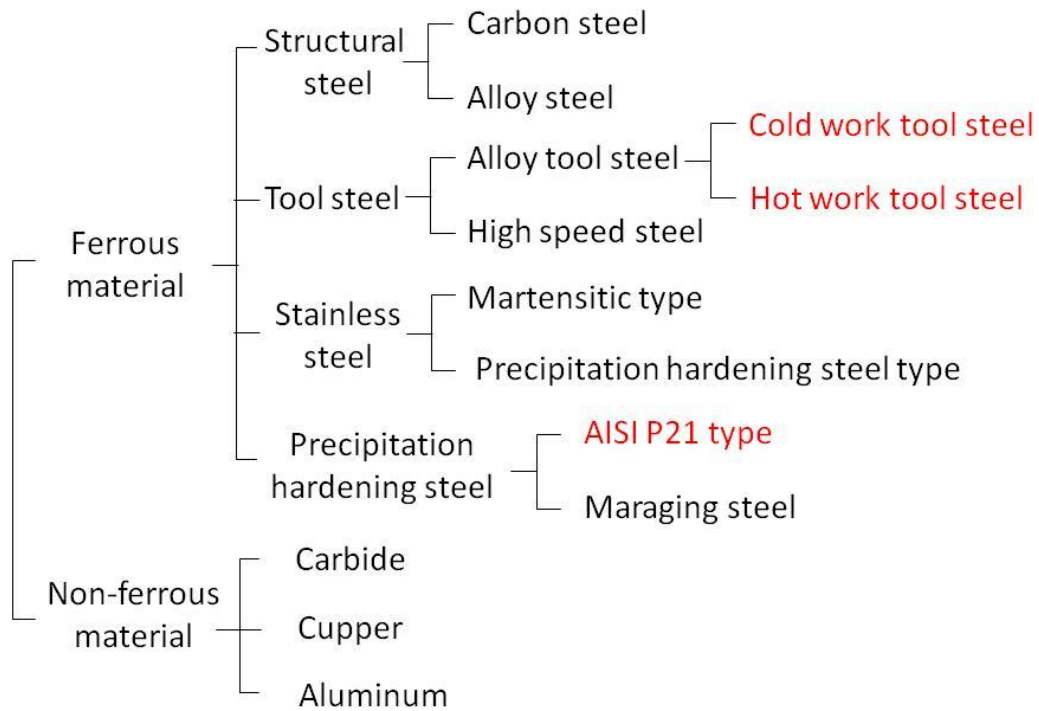 Carbon steel
Structural
steel
Alloy steel
Cold work tool steel
Alloy tool steel
Tool steel
Hot work tool steel
High speed steel
Ferrous
material
Martensitic type
Stainless
steel
Precipitation hardening steel type
AISI P21 type
Precipitation
hardening steel
Maraging steel
Carbide
Non-ferrous
material
Cupper
Aluminum